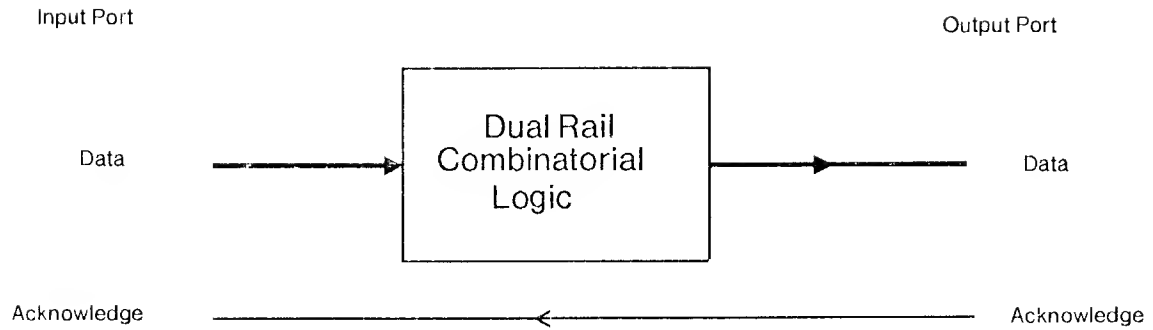 Input Port
Output Port
Dual Rail
Combinatorial
Logic
Data
Data
Acknowledge
Acknowledge